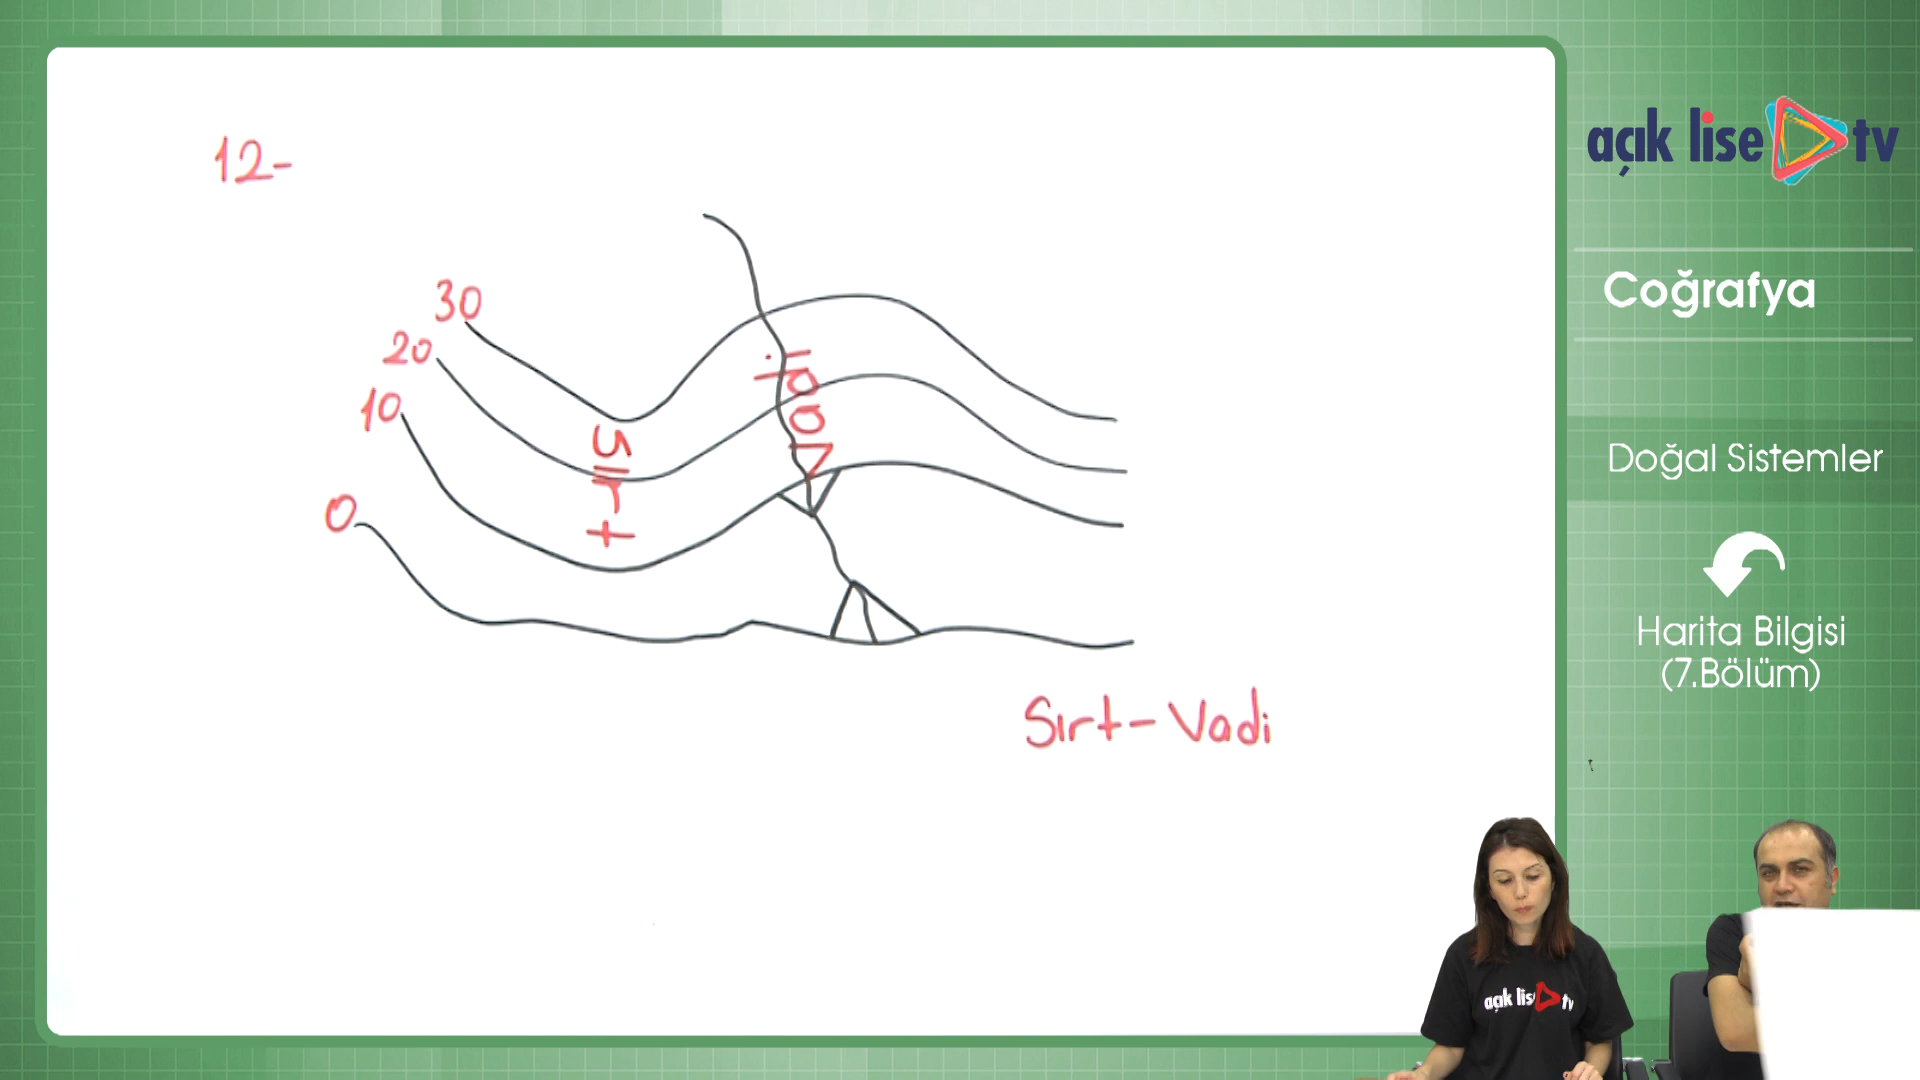 12-
30
20
10
0
Sırt
Vadi
Sırt - Vadi
açık lise tv
Coğrafya
Doğal Sistemler
Harita Bilgisi
(7.Bölüm)
açık lise tv